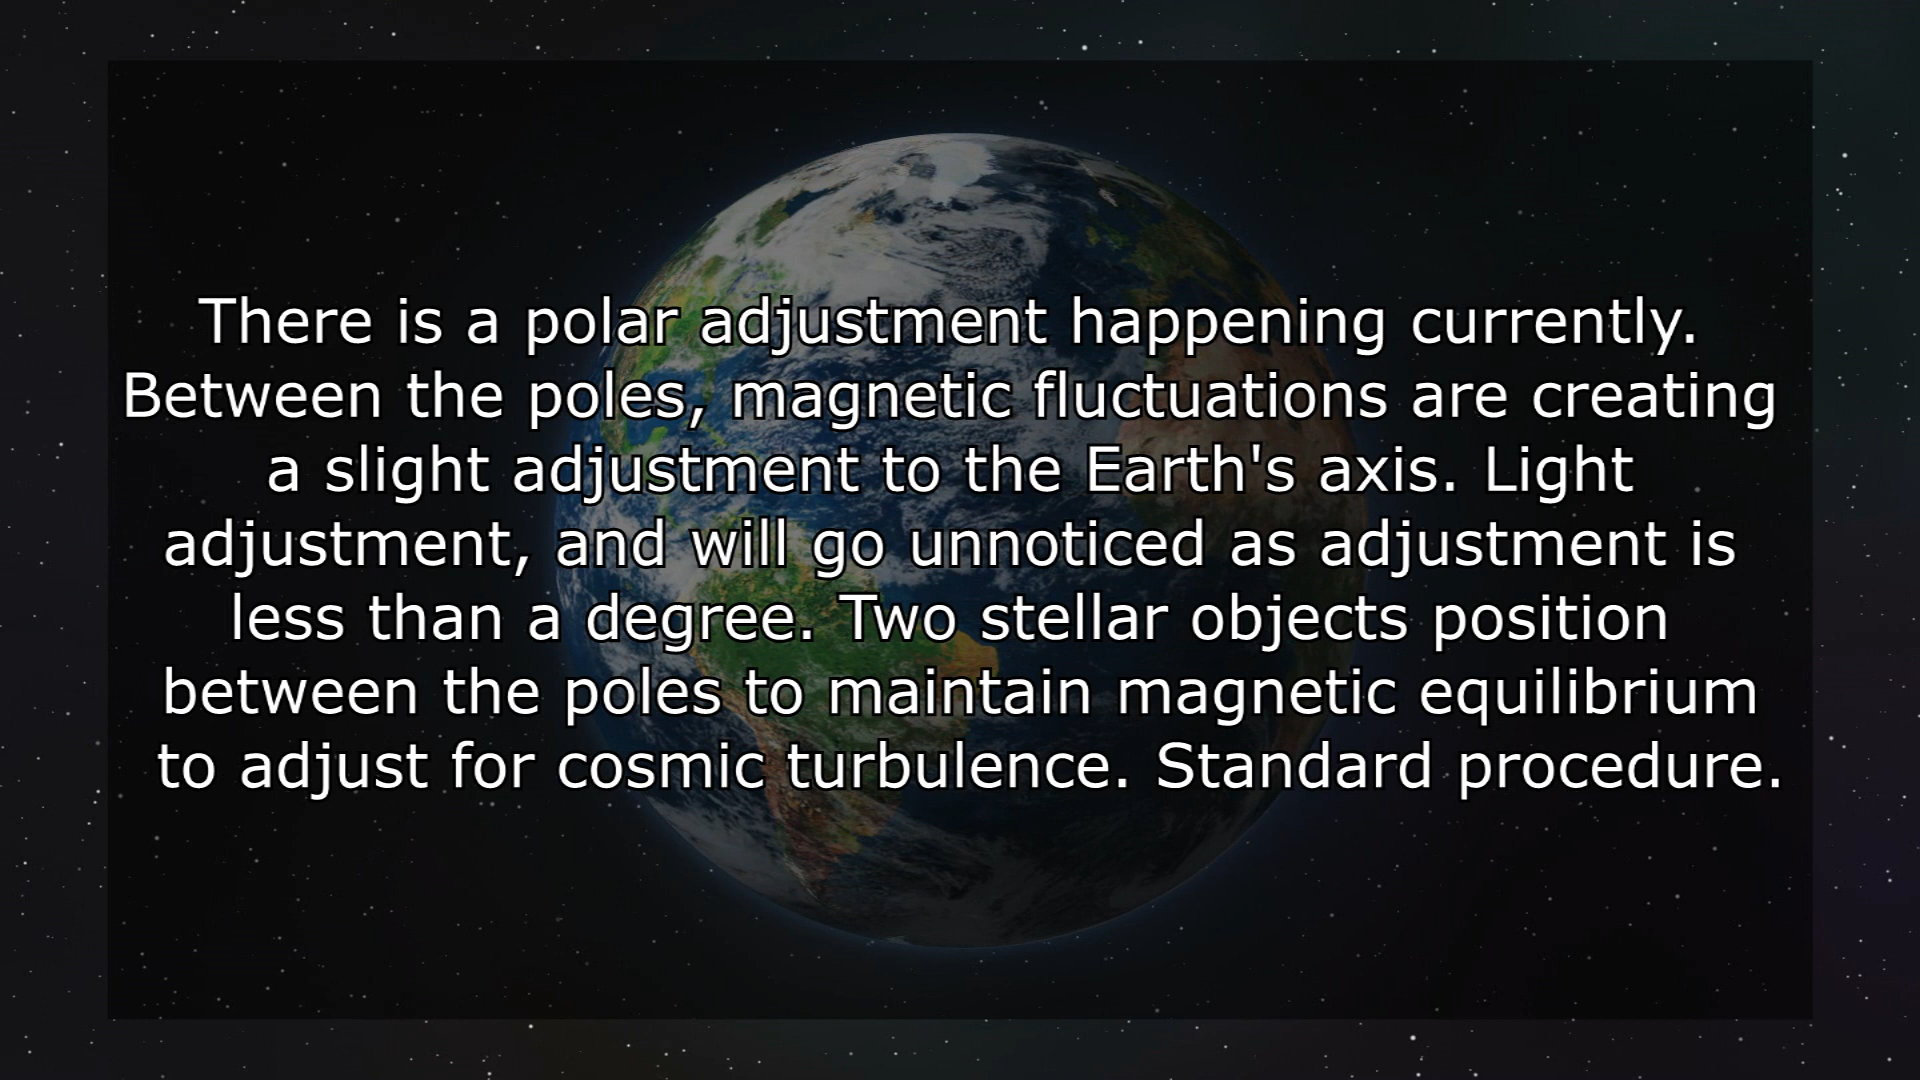 There is a polar adjustment happening currently.
Between the poles, magnetic fluctuations are creating
a slight adjustment to the Earth's axis. Light
adjustment, and will go unnoticed as adjustment is
less than a degree. Two stellar objects position
between the poles to maintain magnetic equilibrium
to adjust for cosmic turbulence. Standard procedure.